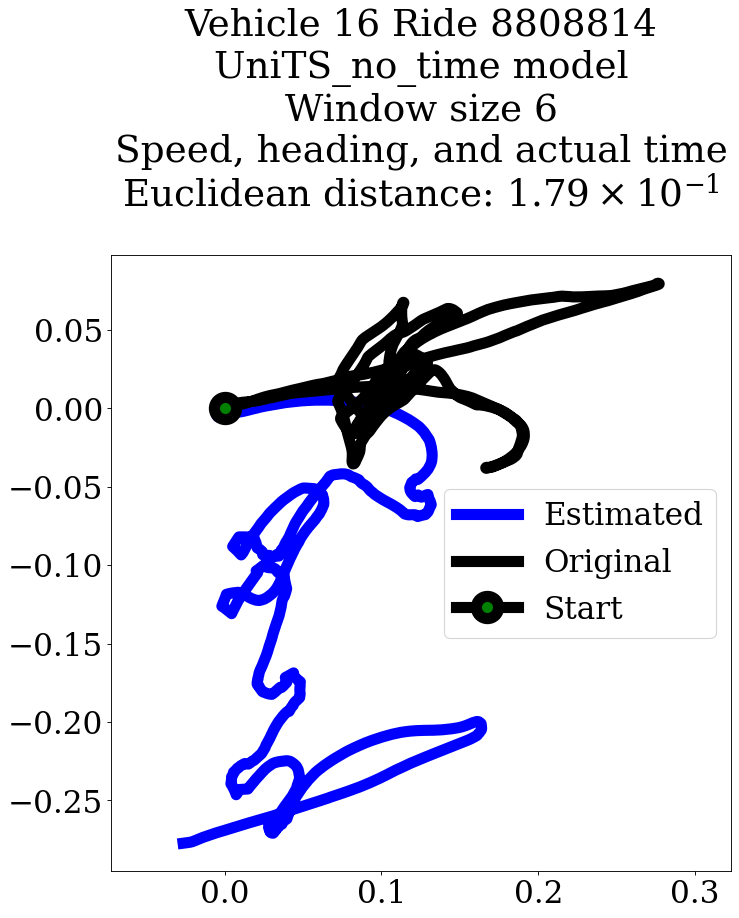 Vehicle 16 Ride 8808814
UniTS_no_time model
Window size 6
Speed, heading, and actual time
Euclidean distance: 1.79 × 10⁻¹
0.05
0.00
−0.05
−0.10
−0.15
−0.20
−0.25
Estimated
Original
Start
0.0 0.1 0.2 0.3